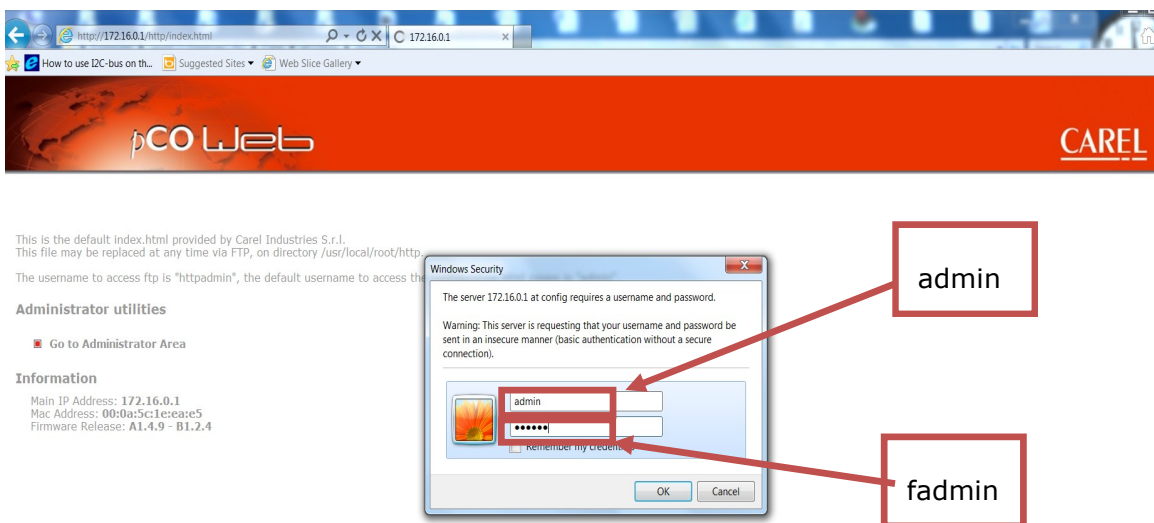 http://172.16.0.1/http/index.html
172.16.0.1
How to use I2C-bus on th...
Suggested Sites
Web Slice Gallery
pCO Web
CAREL
This is the default index.html provided by Carel Industries S.r.l.
This file may be replaced at any time via FTP, on directory /usr/local/root/http.
The username to access ftp is "httpadmin", the default username to access the
Administrator utilities
Go to Administrator Area
Information
Main IP Address: 172.16.0.1
Mac Address: 00:0a:5c:1e:ea:e5
Firmware Release: A1.4.9 - B1.2.4
Windows Security
The server 172.16.0.1 at config requires a username and password.
Warning: This server is requesting that your username and password be
sent in an insecure manner (basic authentication without a secure
connection).
admin
••••••
Remember my credent
OK
Cancel
admin
fadmin